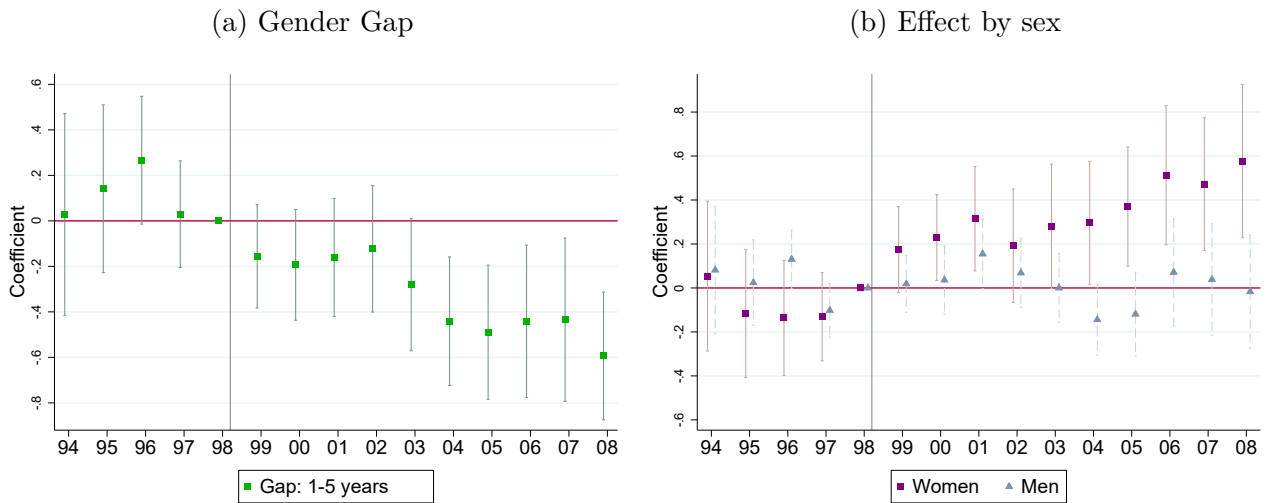 (a) Gender Gap
Coefficient
.6
.4
.2
0
-.2
-.4
-.6
-.8
94 95 96 97 98 99 00 01 02 03 04 05 06 07 08
Gap: 1-5 years
(b) Effect by sex
Coefficient
.8
.6
.4
.2
0
-.2
-.4
-.6
94 95 96 97 98 99 00 01 02 03 04 05 06 07 08
Women Men